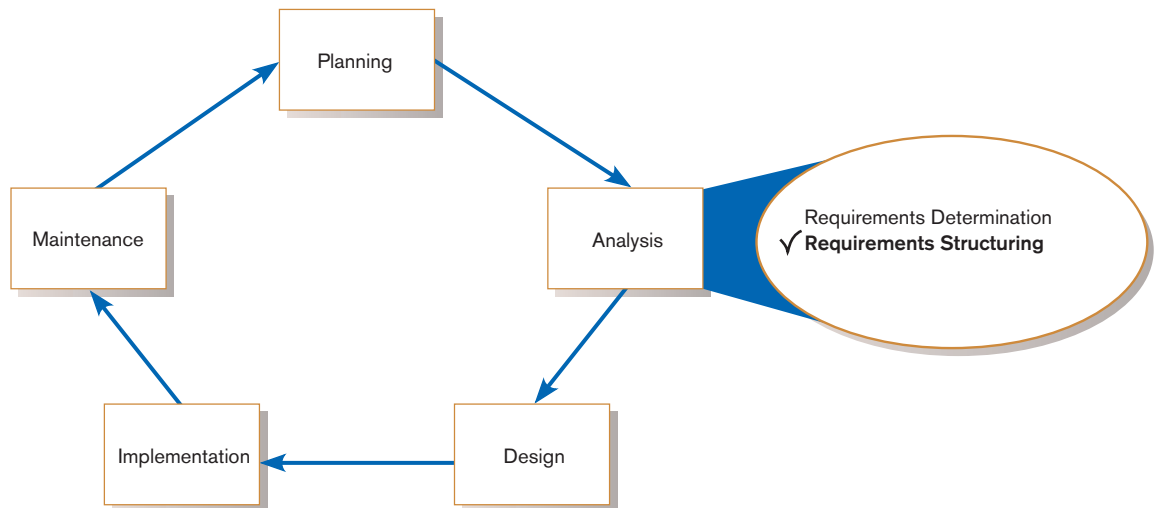 Planning
Maintenance
Analysis
Requirements Determination
✓Requirements Structuring
Implementation
Design